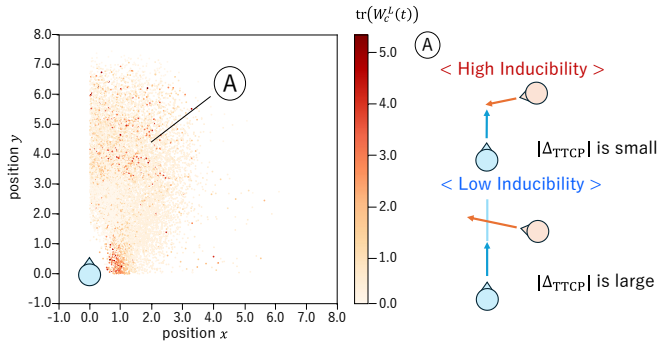 tr(W_c^L(t))
8.0
7.0
6.0
5.0
4.0
3.0
2.0
1.0
0.0
-1.0
position y
-1.0 0.0 1.0 2.0 3.0 4.0 5.0 6.0 7.0 8.0
position x
A
5.0
4.0
3.0
2.0
1.0
0.0
A
< High Inducibility >
|Δ_TTCP| is small
< Low Inducibility >
|Δ_TTCP| is large